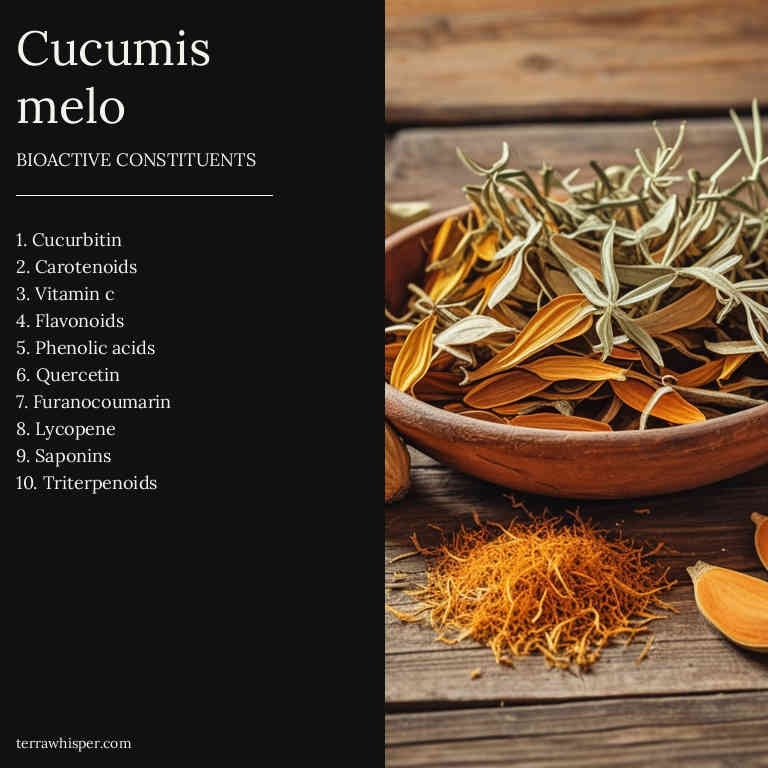 Cucumis
melo
BIOACTIVE CONSTITUENTS
1. Cucurbitin
2. Carotenoids
3. Vitamin c
4. Flavonoids
5. Phenolic acids
6. Quercetin
7. Furanocoumarin
8. Lycopene
9. Saponins
10. Triterpenoids
terrawhisper.com